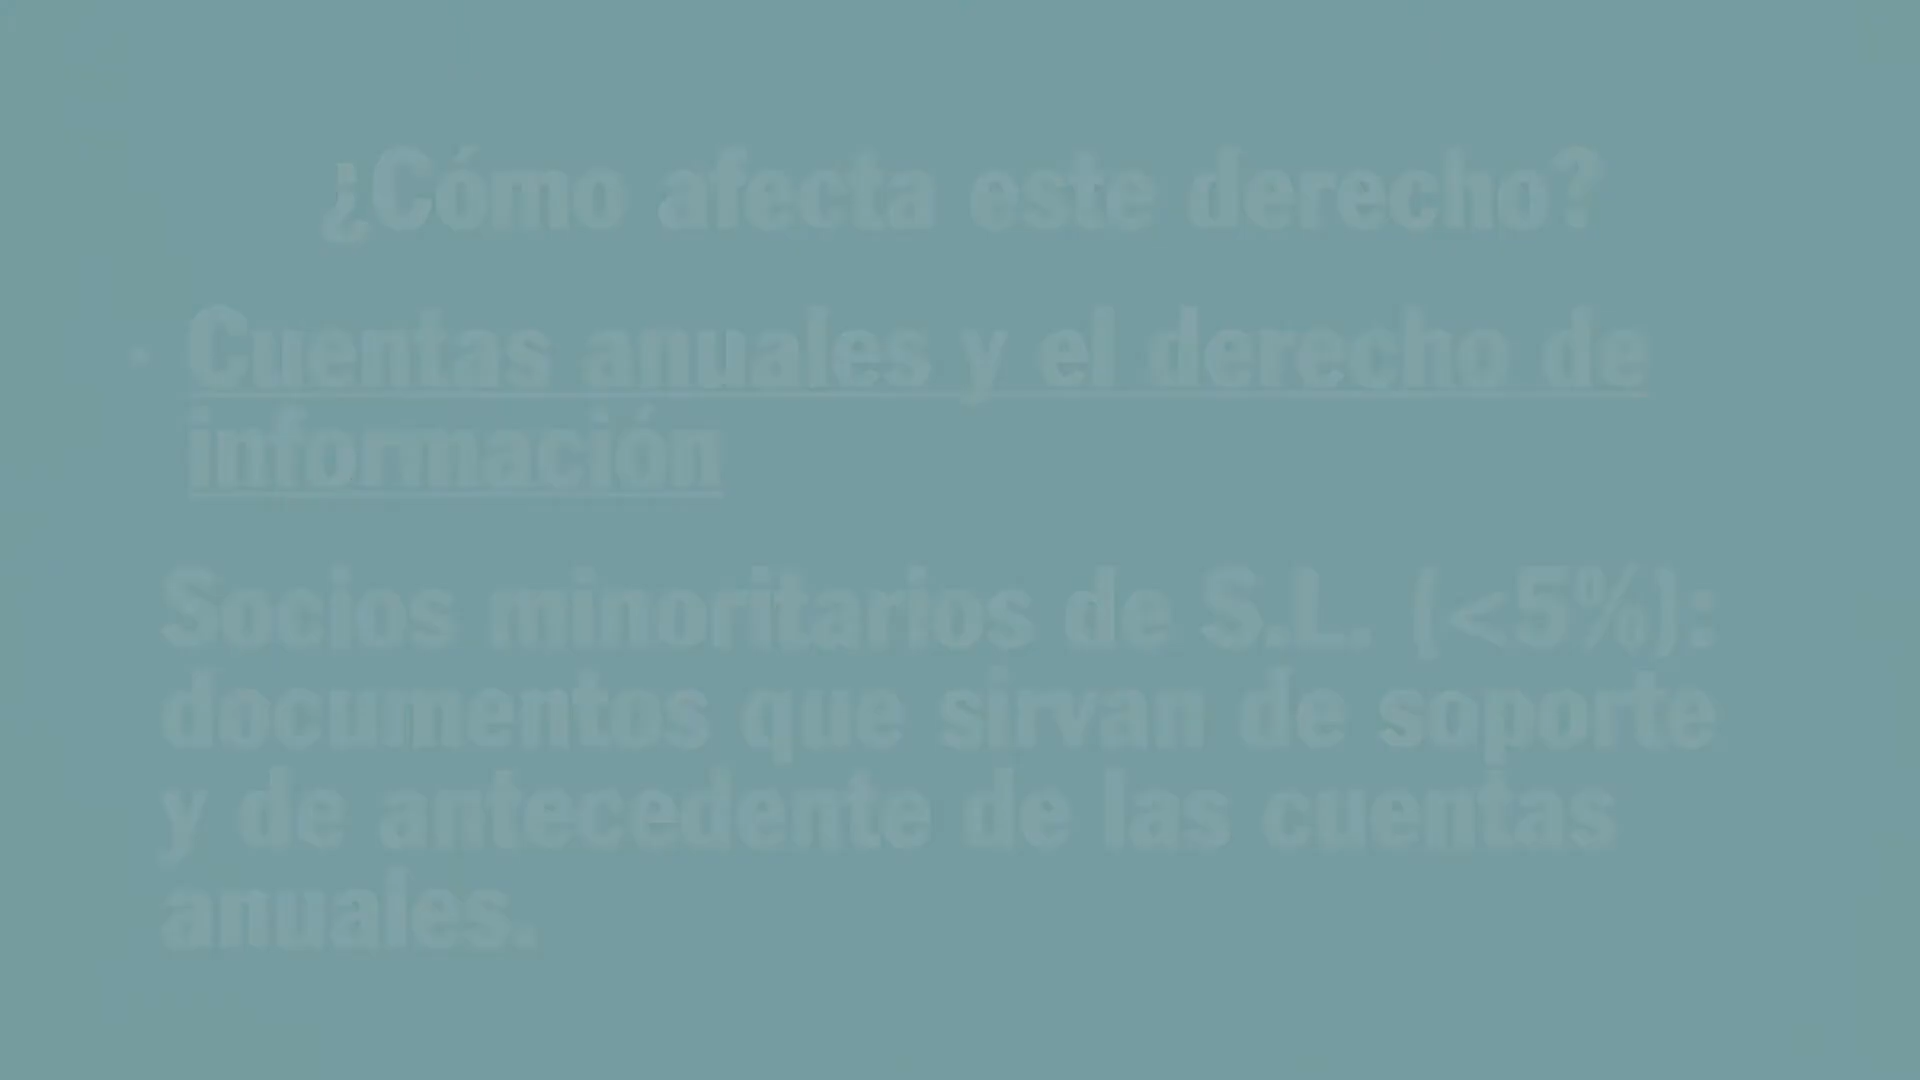 ¿Cómo afecta este derecho?
• Cuentas anuales y el derecho de
información
Socios minoritarios de S.L. (<5%):
documentos que sirvan de soporte
y de antecedente de las cuentas
anuales.